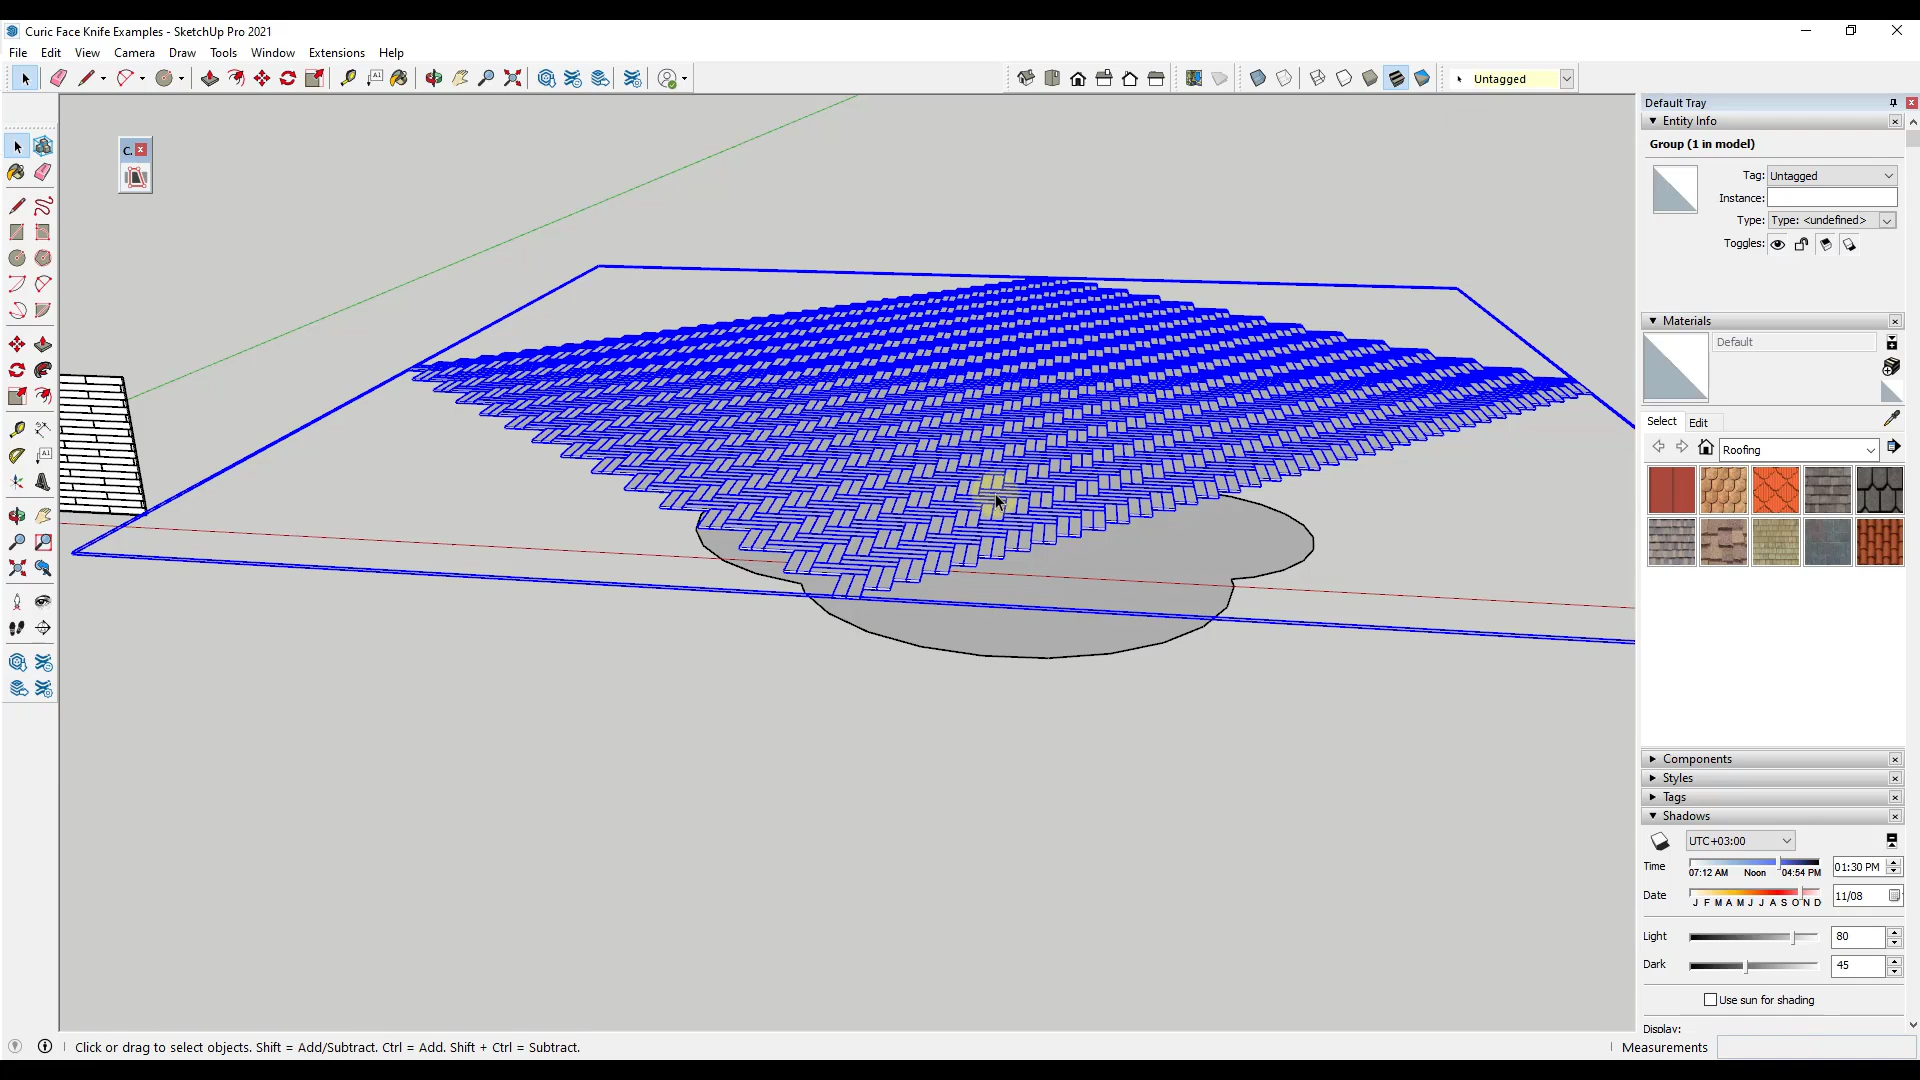 Curic Face Knife Examples - SketchUp Pro 2021
File Edit View Camera Draw Tools Window Extensions Help
Untagged
Default Tray
Entity Info
Group (1 in model)
Tag: Untagged
Instance:
Type: Type: <undefined>
Toggles:
C.
Materials
Default
Select Edit
Roofing
Components
Styles
Tags
Shadows
UTC+03:00
Time 07:12 AM Noon 04:54 PM 01:30 PM
Date J F M A M J J A S O N D 11/08
Light 80
Dark 45
Use sun for shading
Display:
Click or drag to select objects. Shift = Add/Subtract. Ctrl = Add. Shift + Ctrl = Subtract.
Measurements